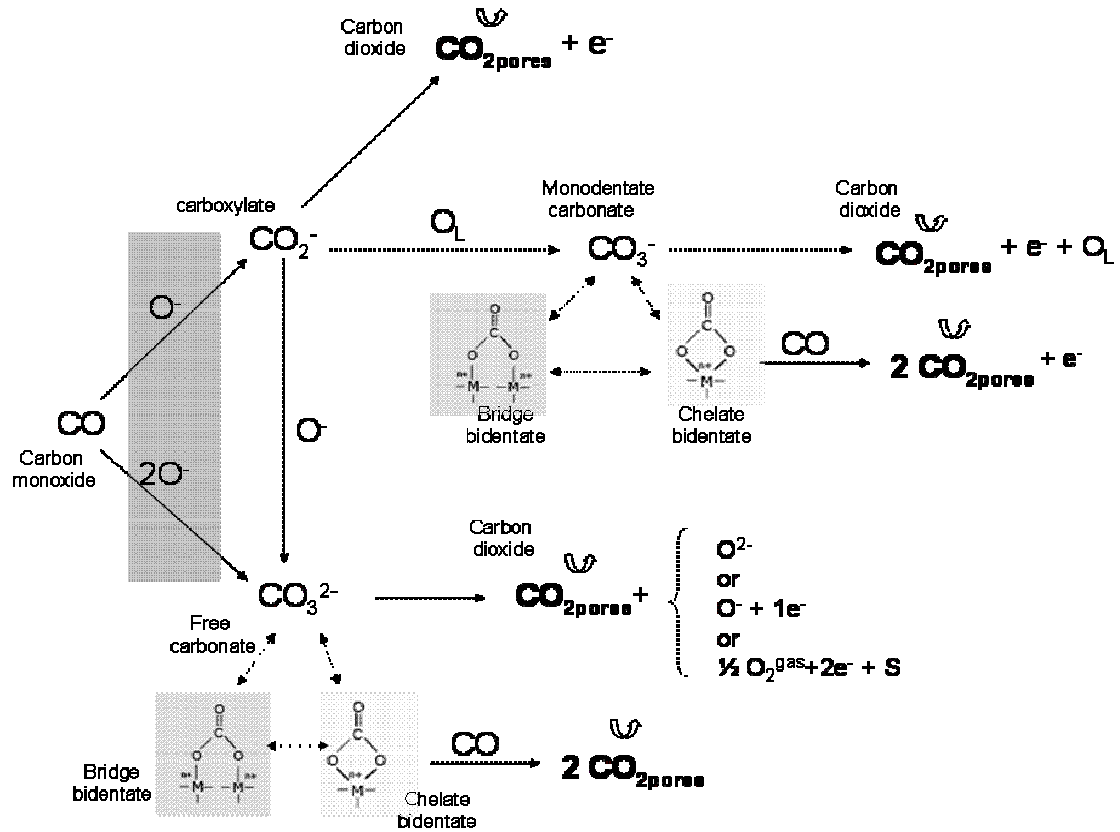 Carbon
dioxide
CO₂pores + e⁻
carboxylate
CO₂⁻
O_L
Monodentate
carbonate
CO₃⁻
Carbon
dioxide
CO₂pores + e⁻ + O_L
O⁻
O
C
O O
n+ n+
M M
Bridge
bidentate
O
C
O O
n+
M
Chelate
bidentate
CO
2 CO₂pores + e⁻
CO
Carbon
monoxide
2O⁻
O⁻
CO₃²⁻
Free
carbonate
Carbon
dioxide
CO₂pores +
O²⁻
or
O⁻ + 1e⁻
or
½ O₂gas+2e⁻ + S
O
C
O O
n+ n+
M M
Bridge
bidentate
O
C
O O
n+
M
Chelate
bidentate
CO
2 CO₂pores